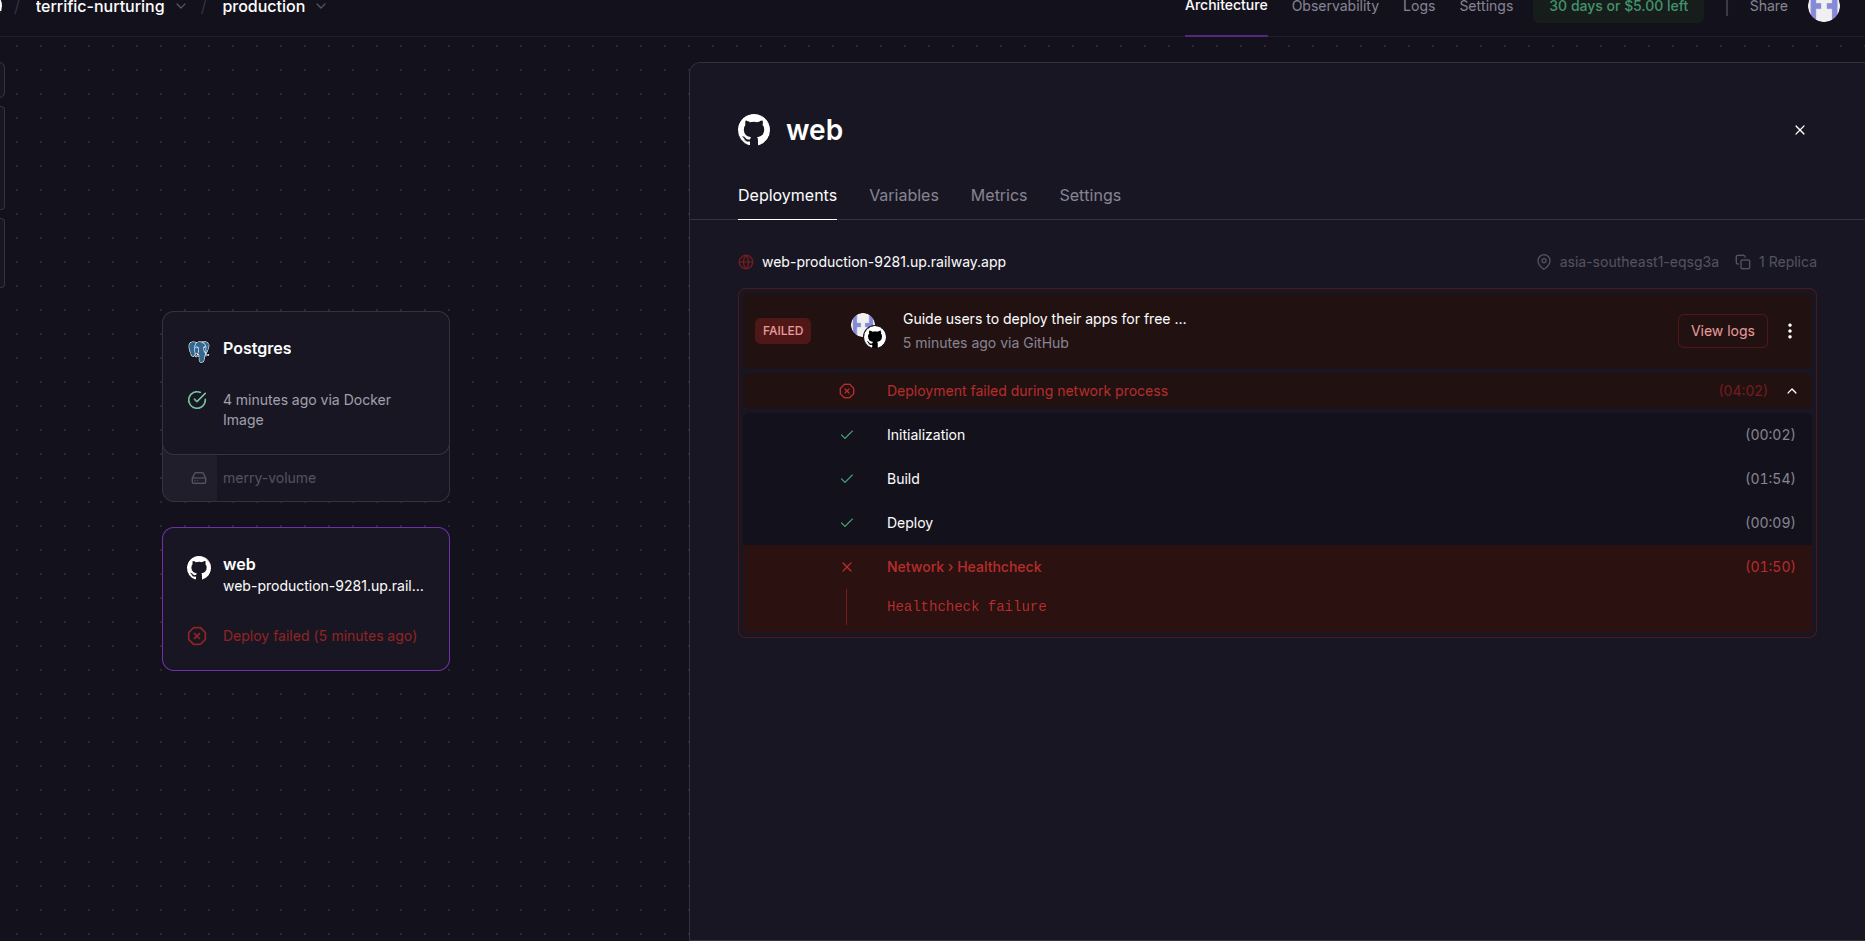 terrific-nurturing / production
Architecture Observability Logs Settings 30 days or $5.00 left Share
web
Deployments Variables Metrics Settings
web-production-9281.up.railway.app
asia-southeast1-eqsg3a 1 Replica
FAILED
Guide users to deploy their apps for free ...
5 minutes ago via GitHub
View logs
Deployment failed during network process (04:02)
Initialization (00:02)
Build (01:54)
Deploy (00:09)
Network › Healthcheck (01:50)
Healthcheck failure
Postgres
4 minutes ago via Docker
Image
merry-volume
web
web-production-9281.up.rail...
Deploy failed (5 minutes ago)